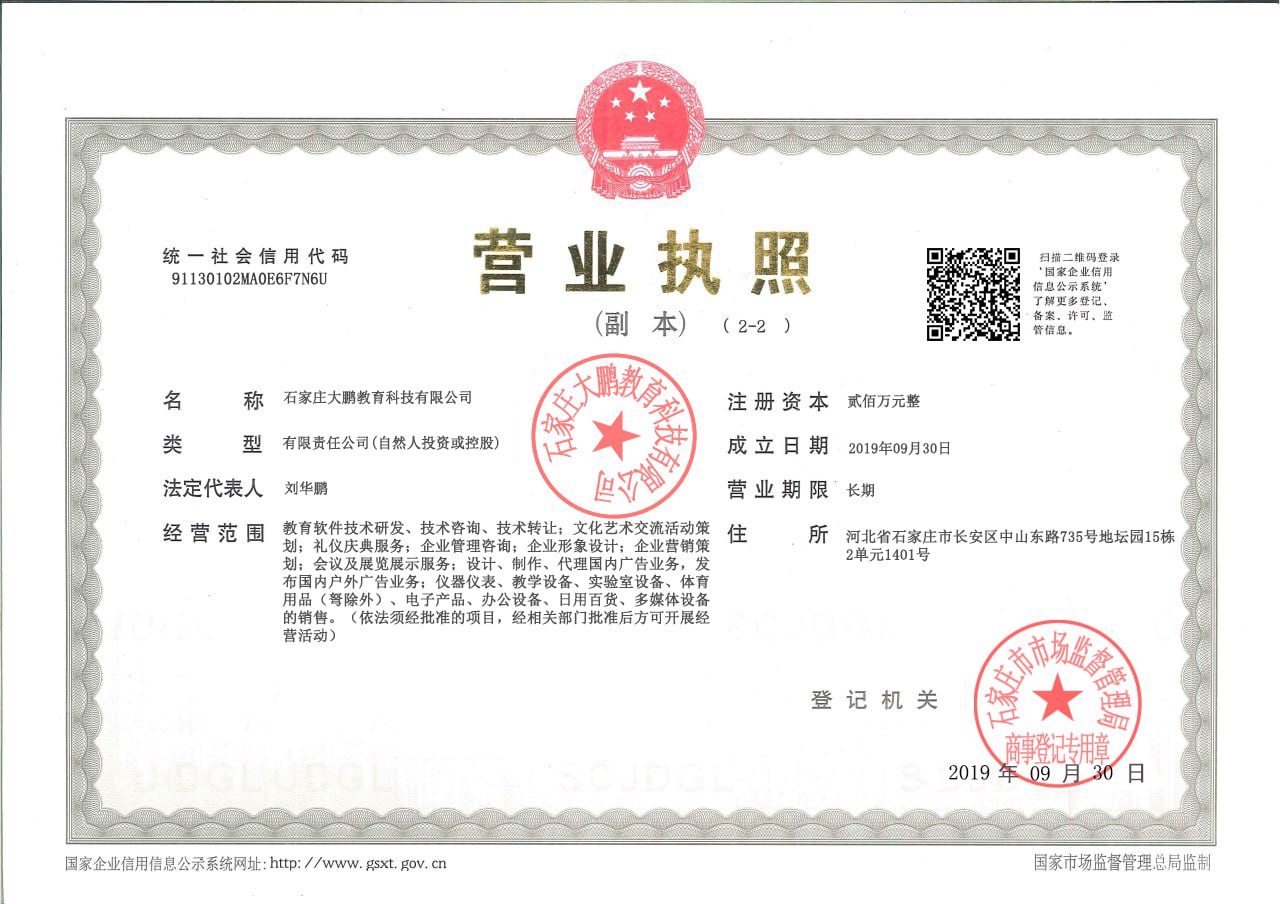 营业执照
(副 本) （2-2 ）
统一社会信用代码
91130102MA0E6F7N6U
扫描二维码登录
‘国家企业信用
信息公示系统’
了解更多登记、
备案、许可、监
管信息。
名 称 石家庄大鹏教育科技有限公司
类 型 有限责任公司(自然人投资或控股)
法定代表人 刘华鹏
经营范围 教育软件技术研发、技术咨询、技术转让；文化艺术交流活动策
划；礼仪庆典服务；企业管理咨询；企业形象设计；企业营销策
划；会议及展览展示服务；设计、制作、代理国内广告业务，发
布国内户外广告业务；仪器仪表、教学设备、实验室设备、体育
用品（弩除外）、电子产品、办公设备、日用百货、多媒体设备
的销售。（依法须经批准的项目，经相关部门批准后方可开展经
营活动）
石家庄大鹏教育科技有限公司
注册资本 贰佰万元整
成立日期 2019年09月30日
营业期限 长期
住 所 河北省石家庄市长安区中山东路735号地坛园15栋
2单元1401号
登记机关
石家庄市市场监督管理局
商事登记专用章
2019 年 09 月 30 日
SCJDGL
国家企业信用信息公示系统网址:http://www.gsxt.gov.cn
国家市场监督管理总局监制